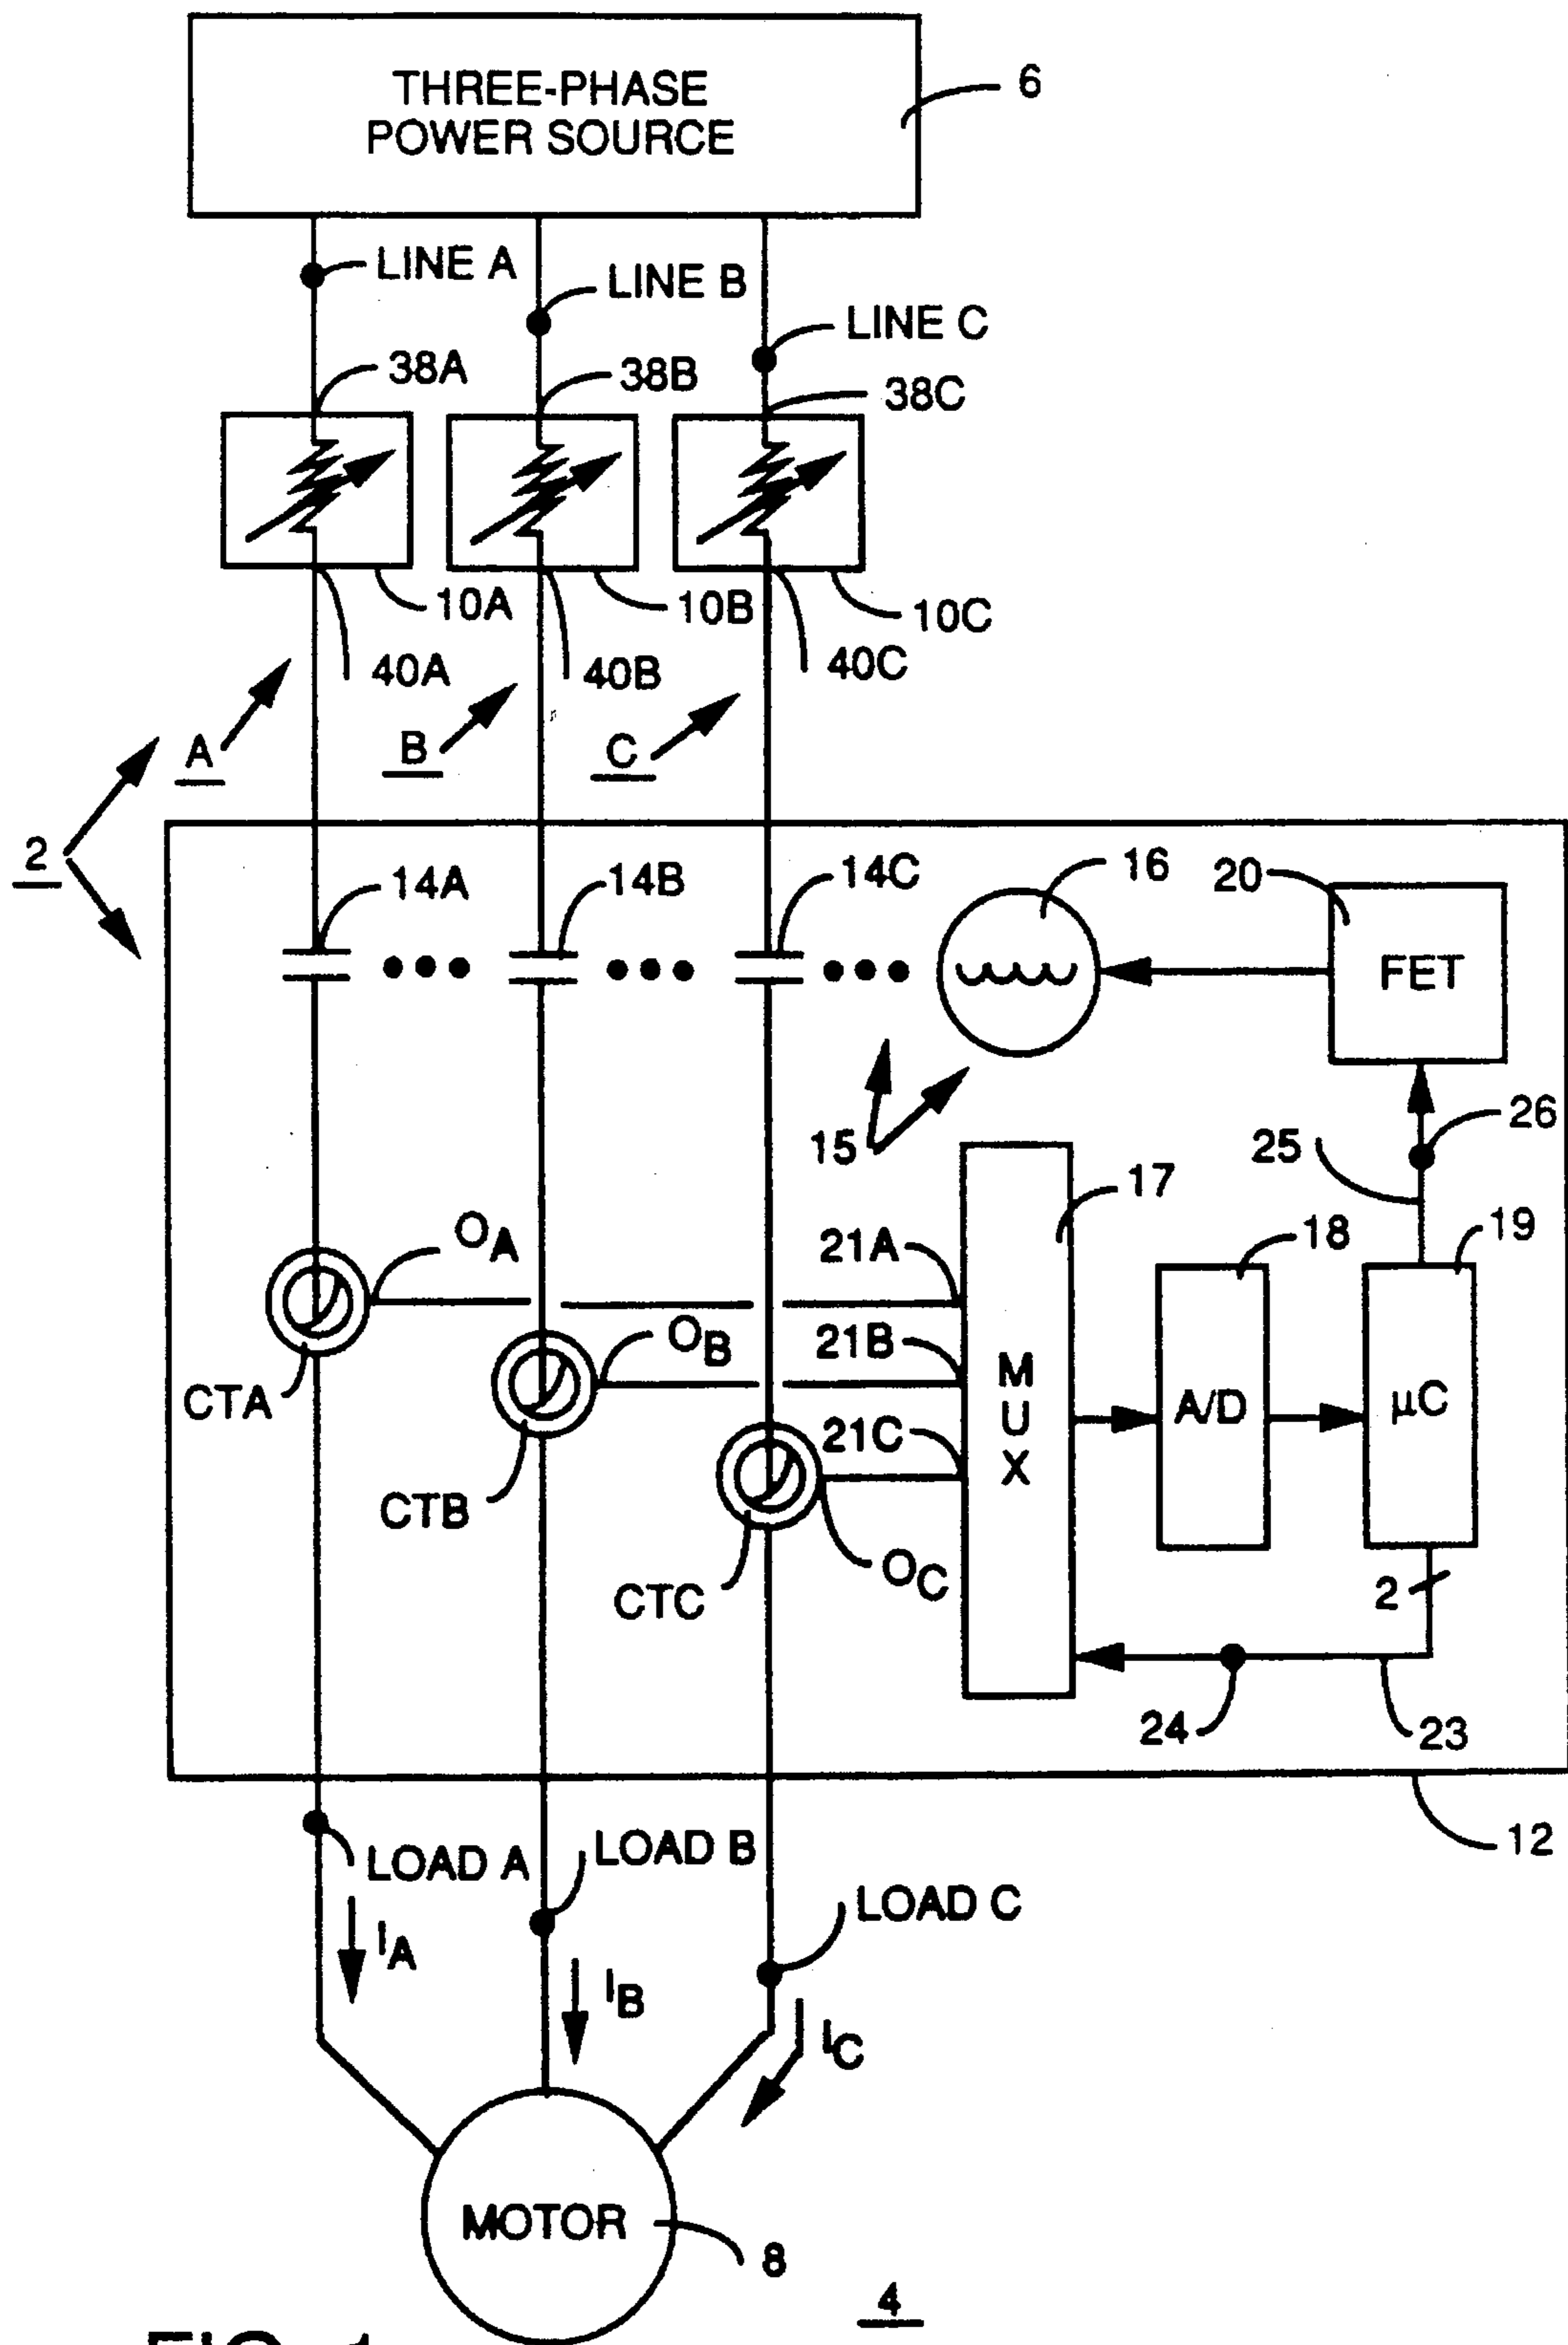 THREE-PHASE
POWER SOURCE
6
LINE A
LINE B
LINE C
38A
38B
38C
10A
10B
10C
40A
40B
40C
A
B
C
2
14A
14B
14C
16
20
FET
15
26
25
17
18
19
OA
OB
OC
21A
21B
21C
MUX
A/D
µC
CTA
CTB
CTC
2
24
23
12
LOAD A
LOAD B
LOAD C
IA
IB
IC
MOTOR
8
4
FIG. 1